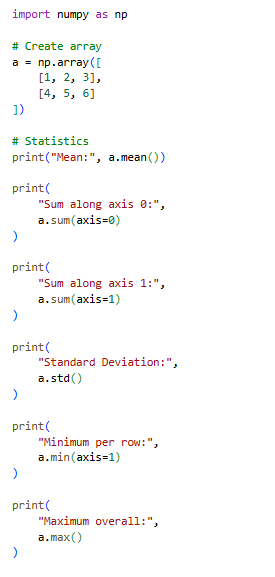 import numpy as np

# Create array
a = np.array([
    [1, 2, 3],
    [4, 5, 6]
])

# Statistics
print("Mean:", a.mean())

print(
    "Sum along axis 0:",
    a.sum(axis=0)
)

print(
    "Sum along axis 1:",
    a.sum(axis=1)
)

print(
    "Standard Deviation:",
    a.std()
)

print(
    "Minimum per row:",
    a.min(axis=1)
)

print(
    "Maximum overall:",
    a.max()
)